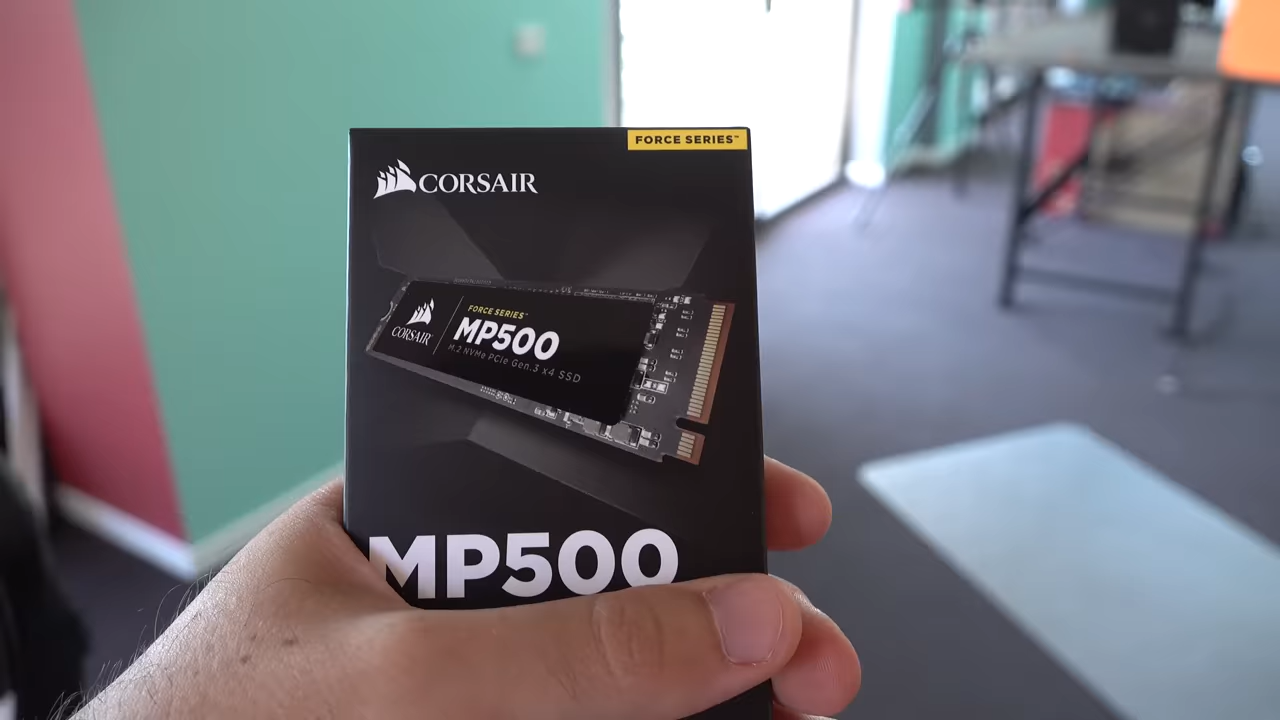 FORCE SERIES™
CORSAIR
FORCE SERIES™
MP500
M.2 NVMe PCIe Gen.3 x4 SSD
CORSAIR
MP500